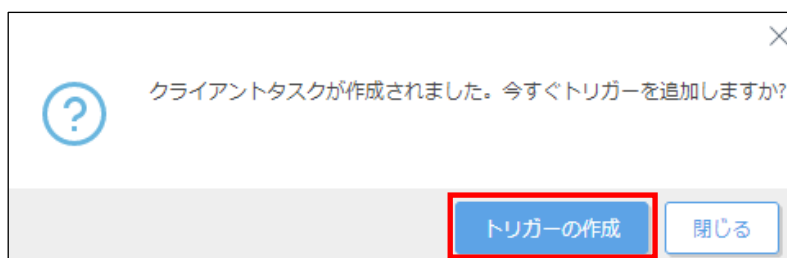 クライアントタスクが作成されました。今すぐトリガーを追加しますか?
トリガーの作成
閉じる